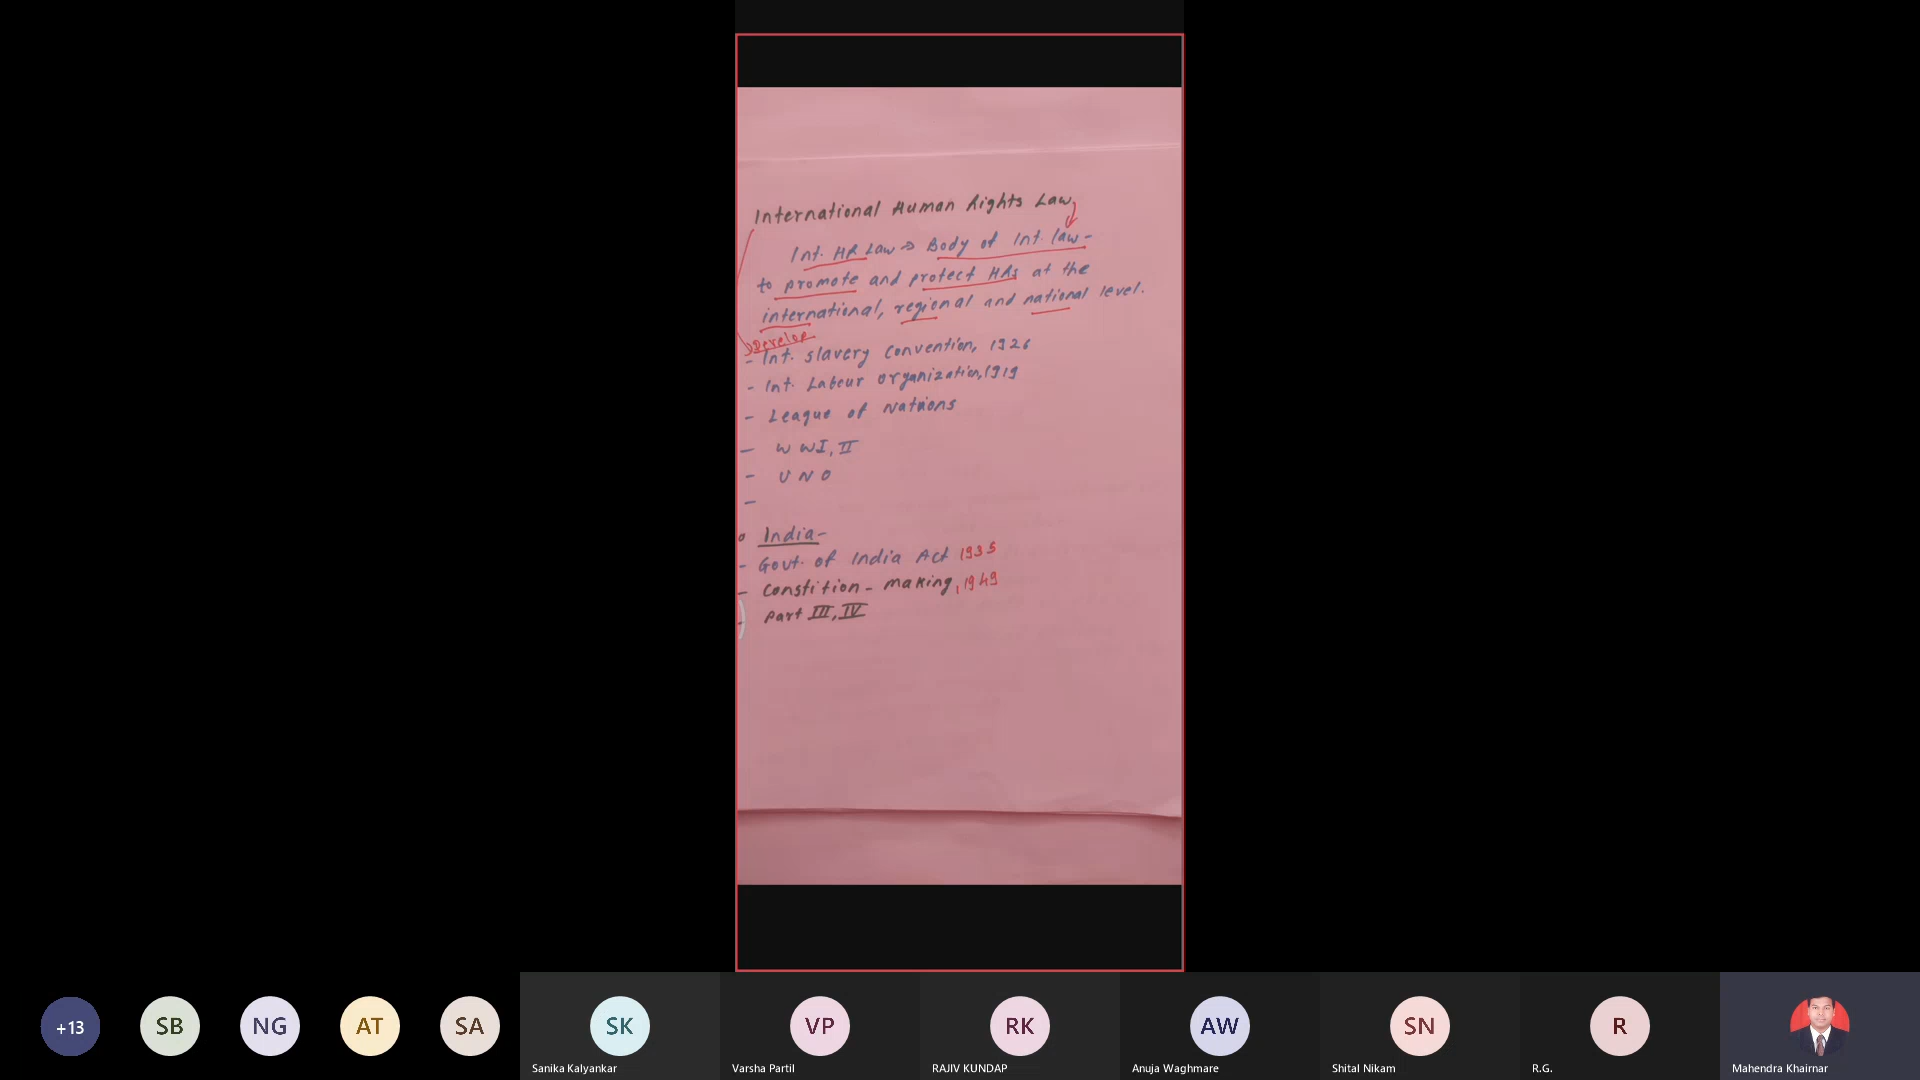 International Human Rights Law
Int. HR Law → Body of Int. law -
to promote and protect HRs at the
international, regional and national level.
Develop
- Int. Slavery Convention, 1926
- Int. Labour Organization, 1919
- League of Nations
- W WI, II
- U N O
-
• India-
- Govt. of India Act 1935
- Constition - making, 1949
- Part III, IV
+13
SB
NG
AT
SA
SK
Sanika Kalyankar
VP
Varsha Partil
RK
RAJIV KUNDAP
AW
Anuja Waghmare
SN
Shital Nikam
R
R.G.
Mahendra Khairnar